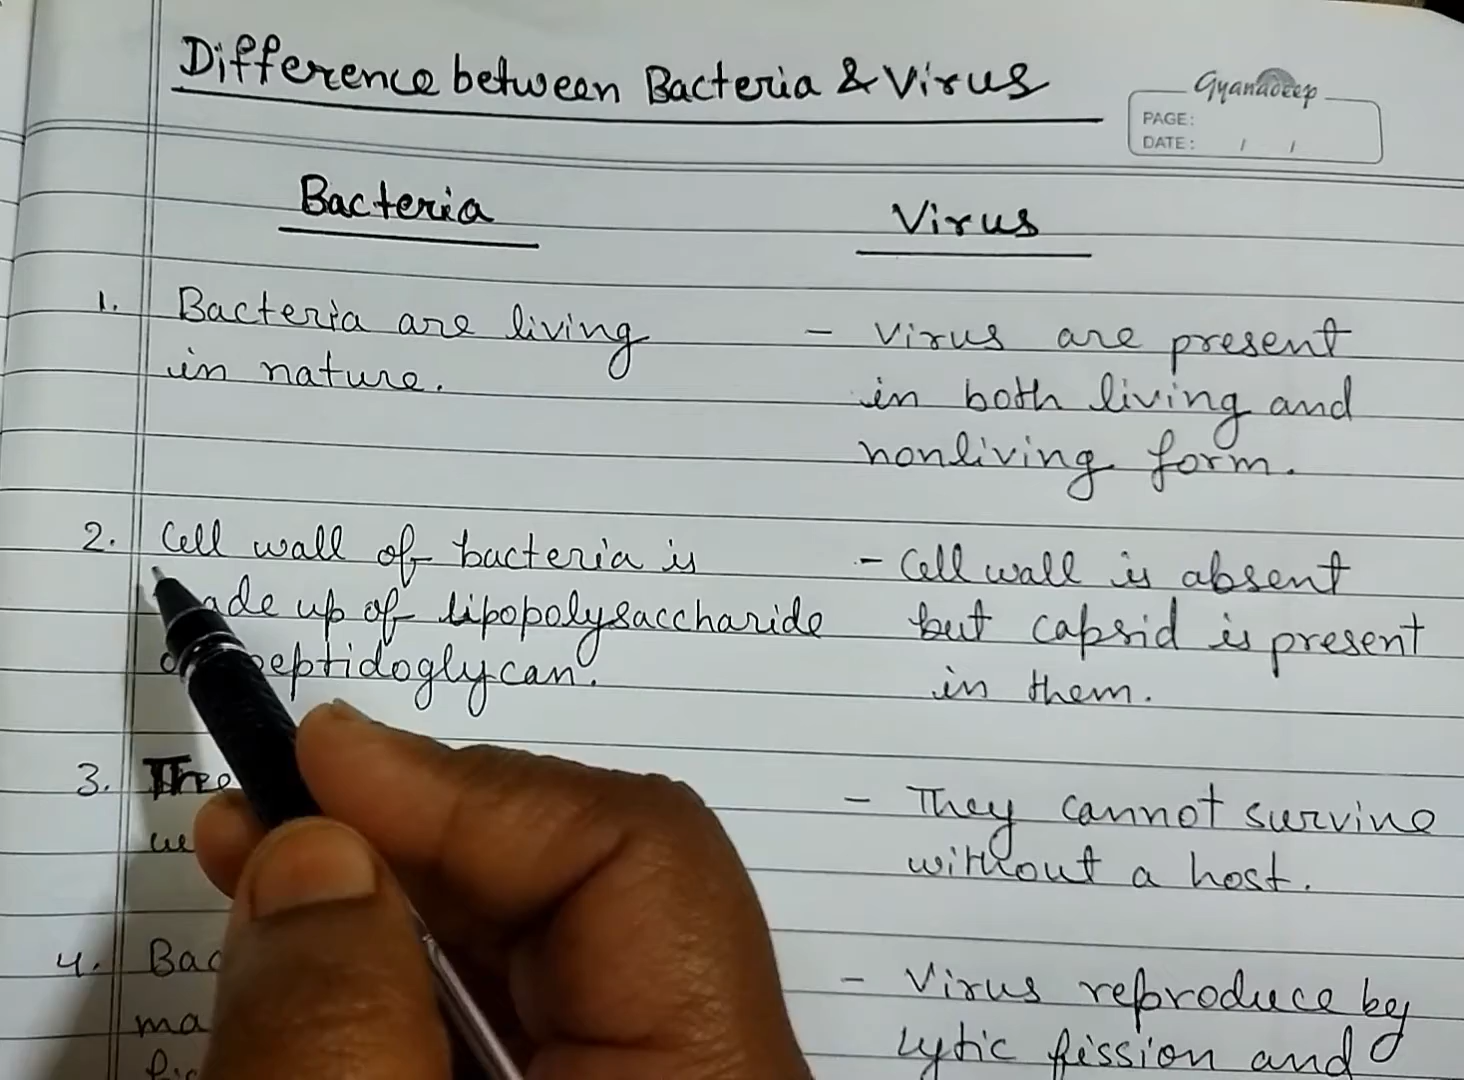 Difference between Bacteria & Virus
Gyanadeep
PAGE:
DATE: / /
Bacteria
Virus
1. Bacteria are living
in nature.
- Virus are present
in both living and
nonliving form.
2. Cell wall of bacteria is
ade up of lipopolysaccharide
peptidoglycan.
- Cell wall is absent
but capsid is present
in them.
3.
- They cannot survive
without a host.
4. Bac
ma
- Virus reproduce by
Lytic fission and